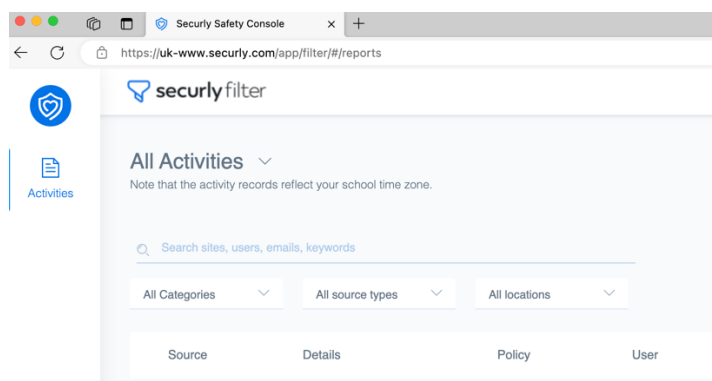 Securly Safety Console
https://uk-www.securly.com/app/filter/#/reports
securly filter
Activities
All Activities
Note that the activity records reflect your school time zone.
Search sites, users, emails, keywords
All Categories All source types All locations
Source Details Policy User